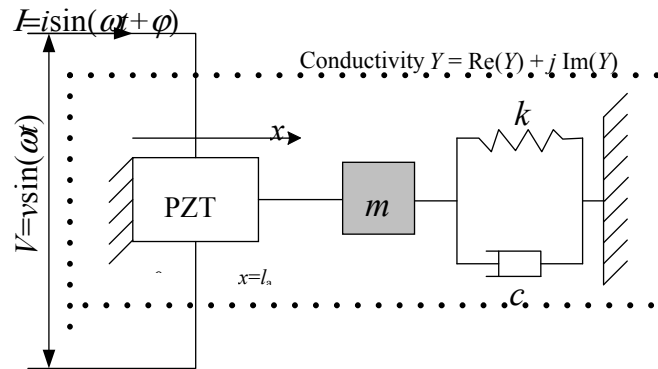 I=isin(ωt+φ)
Conductivity Y = Re(Y) + j Im(Y)
V=vsin(ωt)
x
k
PZT
m
x=lₐ
c